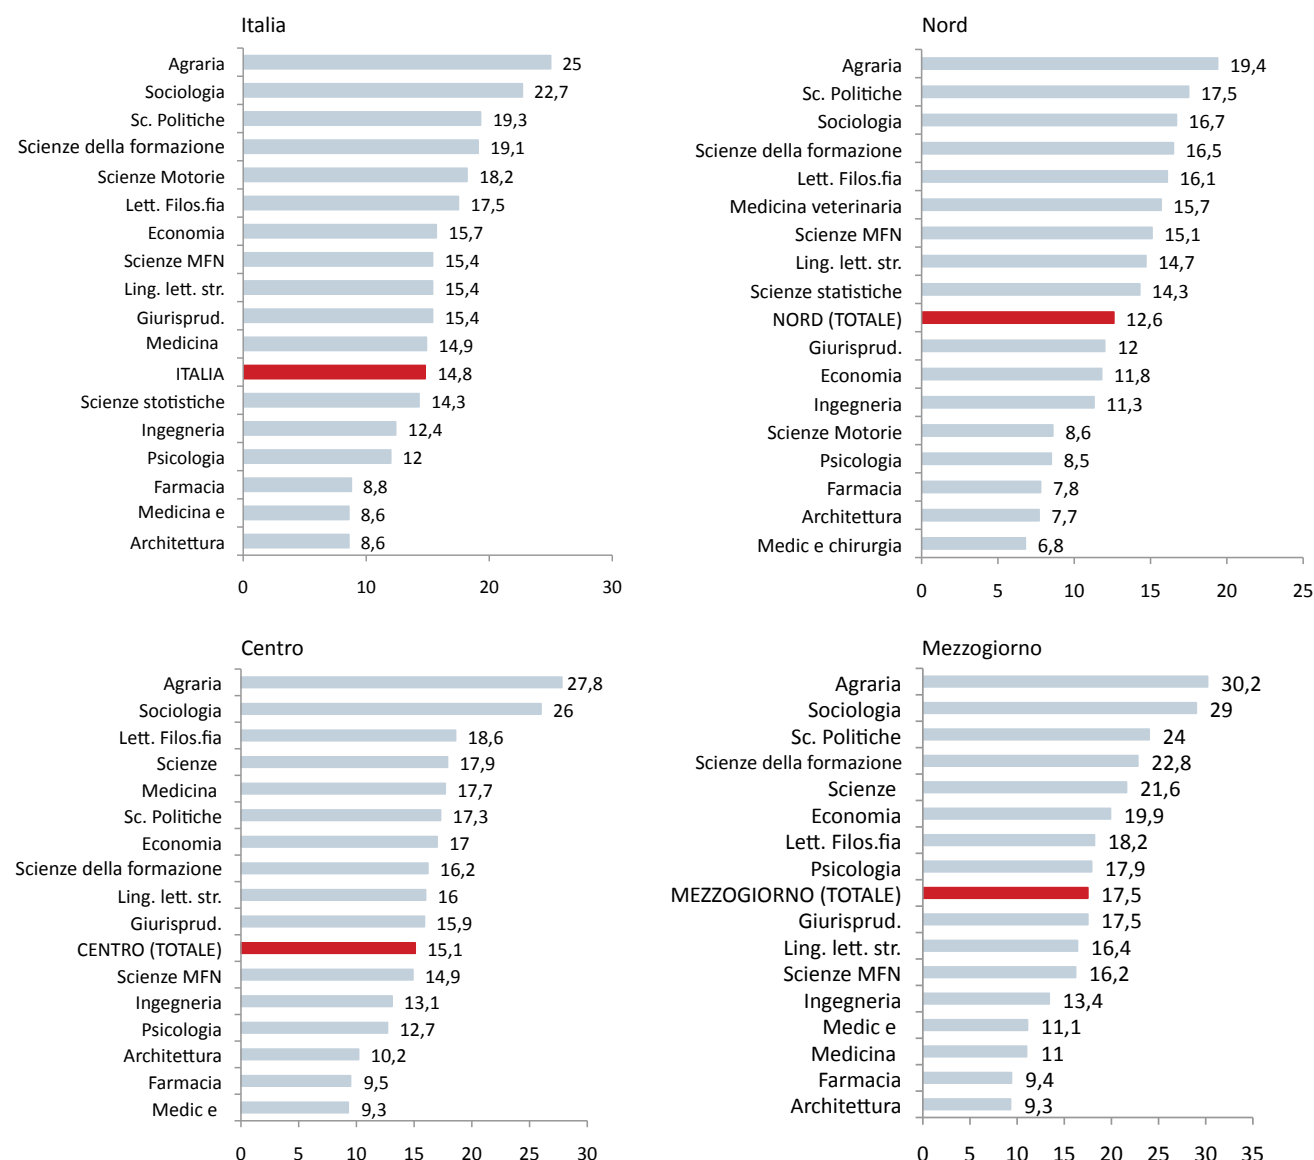 Italia
Agraria 25
Sociologia 22,7
Sc. Politiche 19,3
Scienze della formazione 19,1
Scienze Motorie 18,2
Lett. Filos.fia 17,5
Economia 15,7
Scienze MFN 15,4
Ling. lett. str. 15,4
Giurisprud. 15,4
Medicina 14,9
ITALIA 14,8
Scienze stotistiche 14,3
Ingegneria 12,4
Psicologia 12
Farmacia 8,8
Medicina e 8,6
Architettura 8,6
0 10 20 30
Nord
Agraria 19,4
Sc. Politiche 17,5
Sociologia 16,7
Scienze della formazione 16,5
Lett. Filos.fia 16,1
Medicina veterinaria 15,7
Scienze MFN 15,1
Ling. lett. str. 14,7
Scienze statistiche 14,3
NORD (TOTALE) 12,6
Giurisprud. 12
Economia 11,8
Ingegneria 11,3
Scienze Motorie 8,6
Psicologia 8,5
Farmacia 7,8
Architettura 7,7
Medic e chirurgia 6,8
0 5 10 15 20 25
Centro
Agraria 27,8
Sociologia 26
Lett. Filos.fia 18,6
Scienze 17,9
Medicina 17,7
Sc. Politiche 17,3
Economia 17
Scienze della formazione 16,2
Ling. lett. str. 16
Giurisprud. 15,9
CENTRO (TOTALE) 15,1
Scienze MFN 14,9
Ingegneria 13,1
Psicologia 12,7
Architettura 10,2
Farmacia 9,5
Medic e 9,3
0 5 10 15 20 25 30
Mezzogiorno
Agraria 30,2
Sociologia 29
Sc. Politiche 24
Scienze della formazione 22,8
Scienze 21,6
Economia 19,9
Lett. Filos.fia 18,2
Psicologia 17,9
MEZZOGIORNO (TOTALE) 17,5
Giurisprud. 17,5
Ling. lett. str. 16,4
Scienze MFN 16,2
Ingegneria 13,4
Medic e 11,1
Medicina 11
Farmacia 9,4
Architettura 9,3
0 5 10 15 20 25 30 35